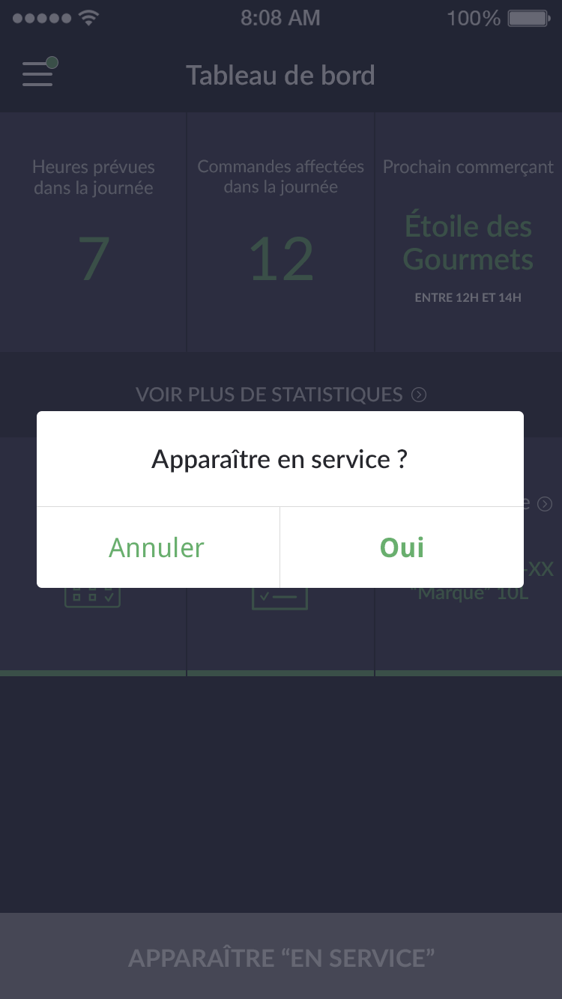 8:08 AM
100%
Tableau de bord
Heures prévues
dans la journée
7
Commandes affectées
dans la journée
12
Prochain commerçant
Étoile des
Gourmets
ENTRE 12H ET 14H
VOIR PLUS DE STATISTIQUES
Apparaître en service ?
Annuler
Oui
-XX
"Marque" 10L
APPARAÎTRE “EN SERVICE”